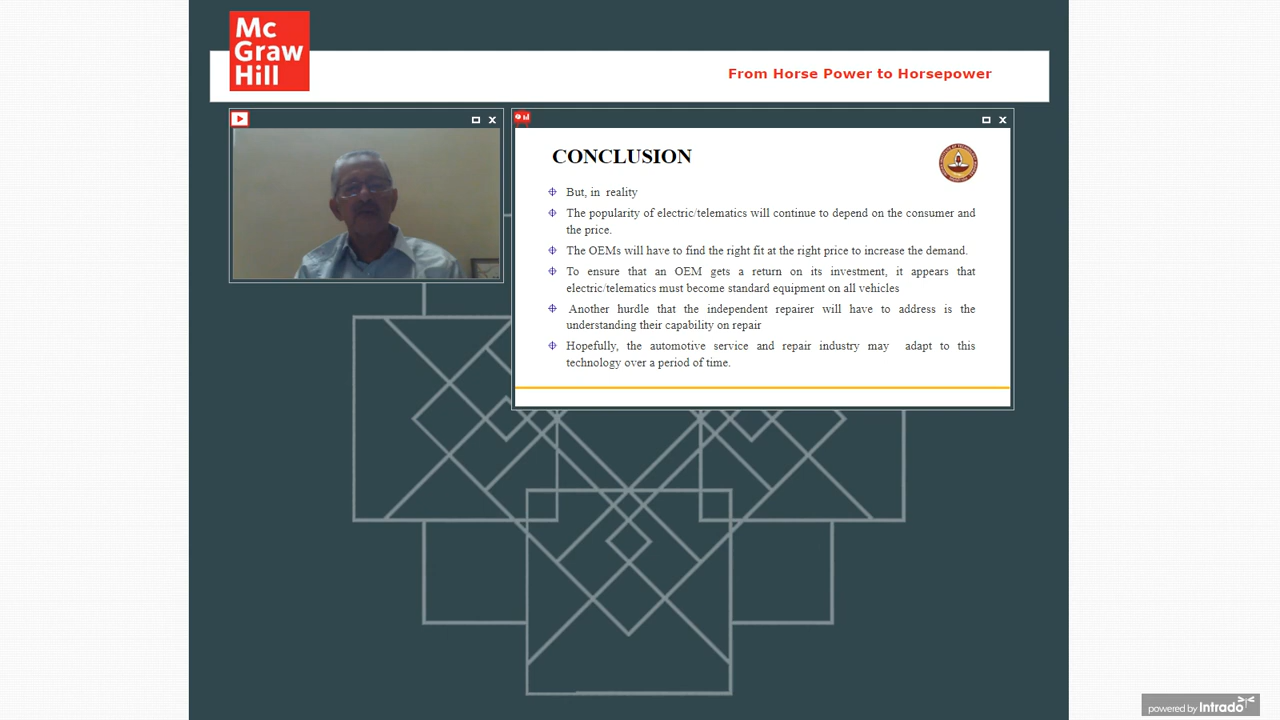 Mc
Graw
Hill
From Horse Power to Horsepower
CONCLUSION
But, in reality
The popularity of electric/telematics will continue to depend on the consumer and
the price.
The OEMs will have to find the right fit at the right price to increase the demand.
To ensure that an OEM gets a return on its investment, it appears that
electric/telematics must become standard equipment on all vehicles
Another hurdle that the independent repairer will have to address is the
understanding their capability on repair
Hopefully, the automotive service and repair industry may adapt to this
technology over a period of time.
powered by Intrado